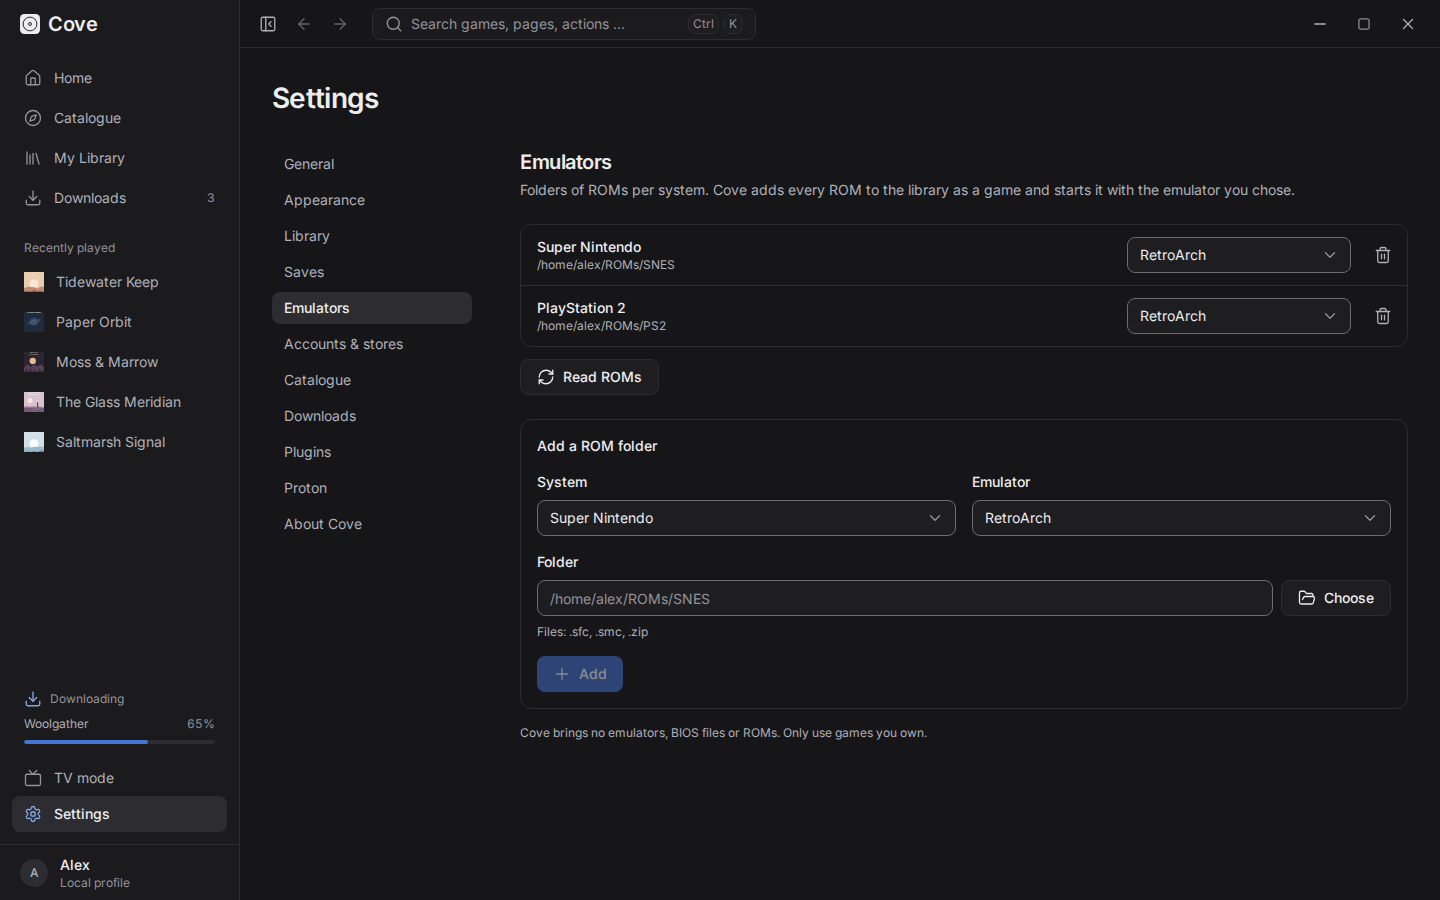 Cove
Search games, pages, actions ...
Ctrl
K
Home
Catalogue
My Library
Downloads
3
Recently played
Tidewater Keep
Paper Orbit
Moss & Marrow
The Glass Meridian
Saltmarsh Signal
Downloading
Woolgather
65%
TV mode
Settings
A
Alex
Local profile
Settings
General
Appearance
Library
Saves
Emulators
Accounts & stores
Catalogue
Downloads
Plugins
Proton
About Cove
Emulators
Folders of ROMs per system. Cove adds every ROM to the library as a game and starts it with the emulator you chose.
Super Nintendo
/home/alex/ROMs/SNES
RetroArch
PlayStation 2
/home/alex/ROMs/PS2
RetroArch
Read ROMs
Add a ROM folder
System
Emulator
Super Nintendo
RetroArch
Folder
/home/alex/ROMs/SNES
Choose
Files: .sfc, .smc, .zip
Add
Cove brings no emulators, BIOS files or ROMs. Only use games you own.